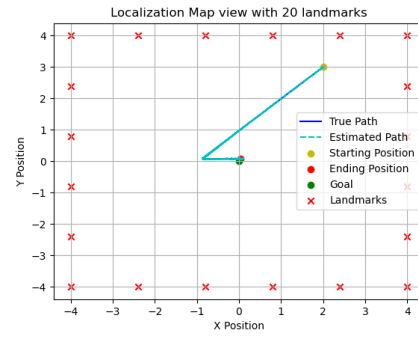 Localization Map view with 20 landmarks
4
3
2
1
0
−1
−2
−3
−4
Y Position
True Path
Estimated Path
Starting Position
Ending Position
Goal
Landmarks
−4
−3
−2
−1
0
1
2
3
4
X Position